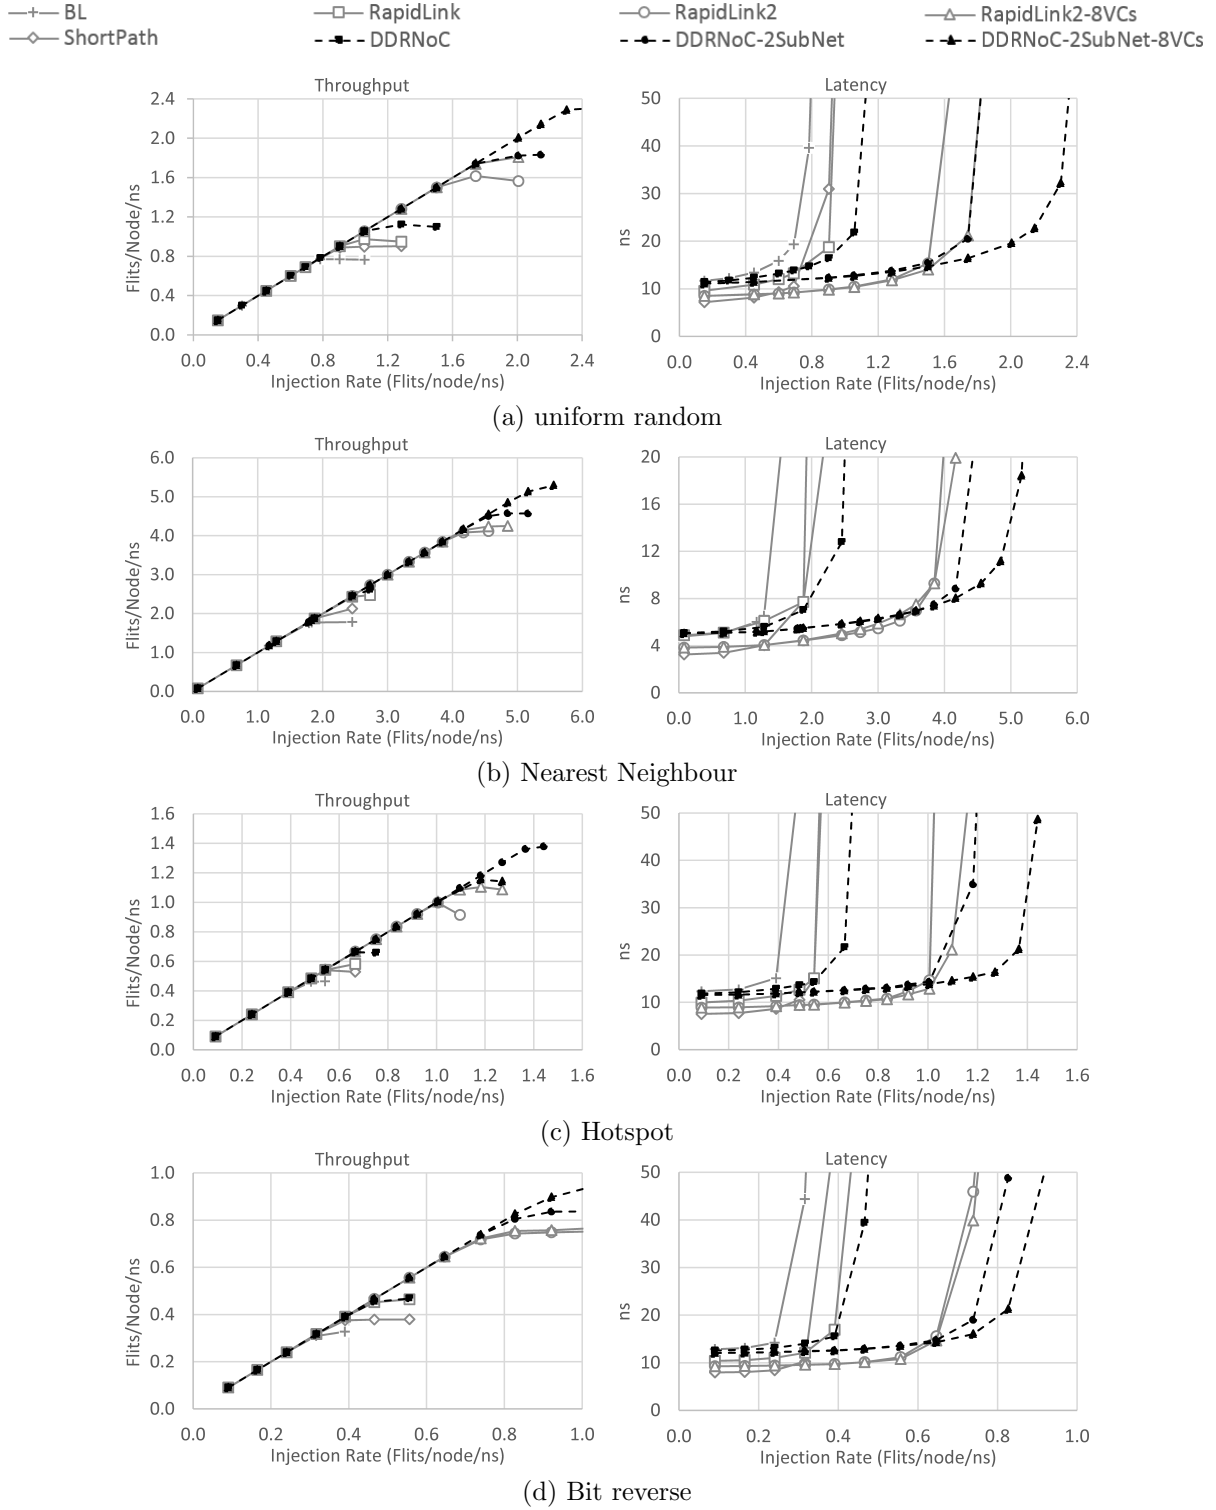 BL RapidLink RapidLink2 RapidLink2-8VCs
ShortPath DDRNoC DDRNoC-2SubNet DDRNoC-2SubNet-8VCs
Throughput
2.4
2.0
1.6
1.2
0.8
0.4
0.0
Flits/Node/ns
0.0 0.4 0.8 1.2 1.6 2.0 2.4
Injection Rate (Flits/node/ns)
Latency
50
40
30
20
10
0
ns
0.0 0.4 0.8 1.2 1.6 2.0 2.4
Injection Rate (Flits/node/ns)
(a) uniform random
Throughput
6.0
5.0
4.0
3.0
2.0
1.0
0.0
Flits/Node/ns
0.0 1.0 2.0 3.0 4.0 5.0 6.0
Injection Rate (Flits/node/ns)
Latency
20
16
12
8
4
0
ns
0.0 1.0 2.0 3.0 4.0 5.0 6.0
Injection Rate (Flits/node/ns)
(b) Nearest Neighbour
Throughput
1.6
1.4
1.2
1.0
0.8
0.6
0.4
0.2
0.0
Flits/Node/ns
0.0 0.2 0.4 0.6 0.8 1.0 1.2 1.4 1.6
Injection Rate (Flits/node/ns)
Latency
50
40
30
20
10
0
ns
0.0 0.2 0.4 0.6 0.8 1.0 1.2 1.4 1.6
Injection Rate (Flits/node/ns)
(c) Hotspot
Throughput
1.0
0.8
0.6
0.4
0.2
0.0
Flits/Node/ns
0.0 0.2 0.4 0.6 0.8 1.0
Injection Rate (Flits/node/ns)
Latency
50
40
30
20
10
0
ns
0.0 0.2 0.4 0.6 0.8 1.0
Injection Rate (Flits/node/ns)
(d) Bit reverse